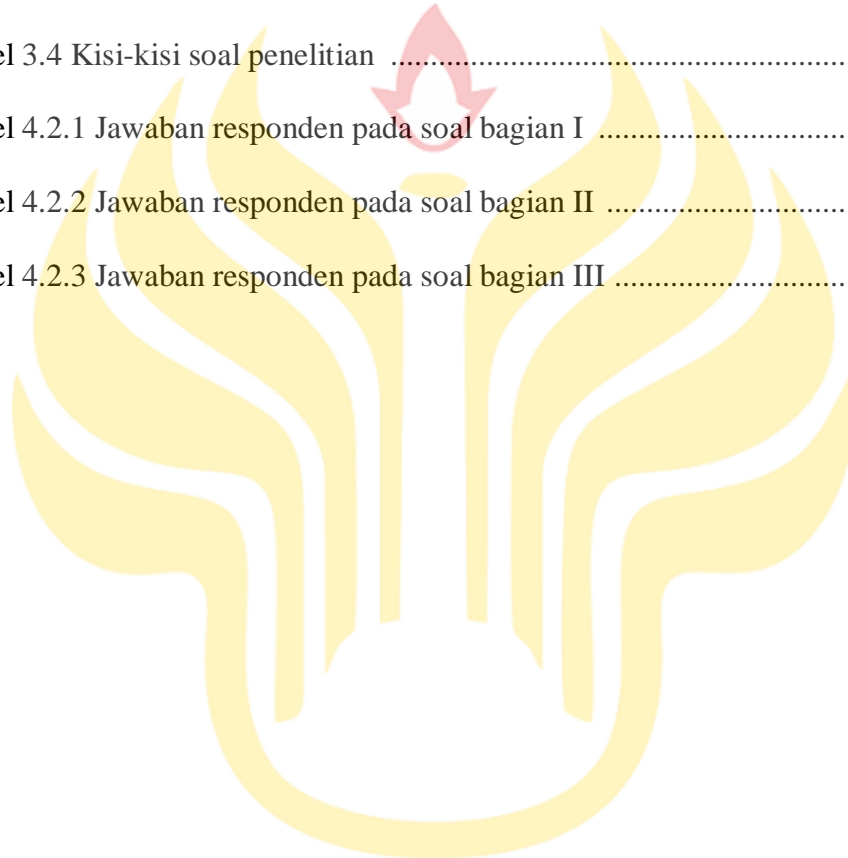 el 3.4 Kisi-kisi soal penelitian ..........................................................
el 4.2.1 Jawaban responden pada soal bagian I ................................
el 4.2.2 Jawaban responden pada soal bagian II ...............................
el 4.2.3 Jawaban responden pada soal bagian III ..............................